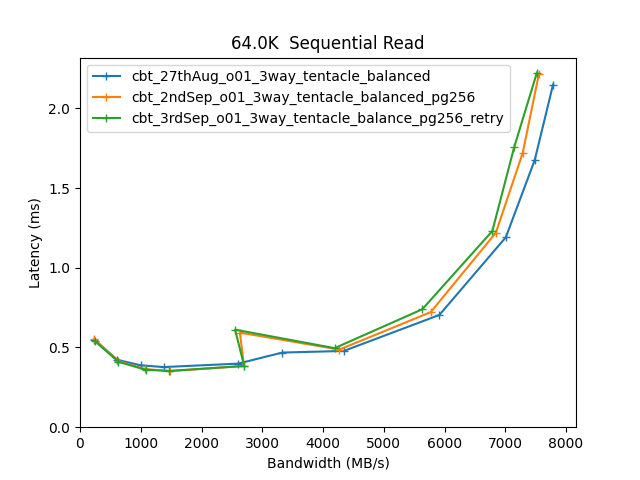 64.0K  Sequential Read
cbt_27thAug_o01_3way_tentacle_balanced
cbt_2ndSep_o01_3way_tentacle_balanced_pg256
cbt_3rdSep_o01_3way_tentacle_balance_pg256_retry
2.0
1.5
1.0
0.5
0.0
Latency (ms)
0 1000 2000 3000 4000 5000 6000 7000 8000
Bandwidth (MB/s)